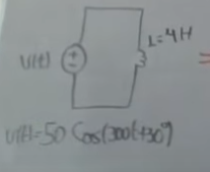 L=4H
V(t)
+
-
=
V(t)=50 Cos(300t+30°)